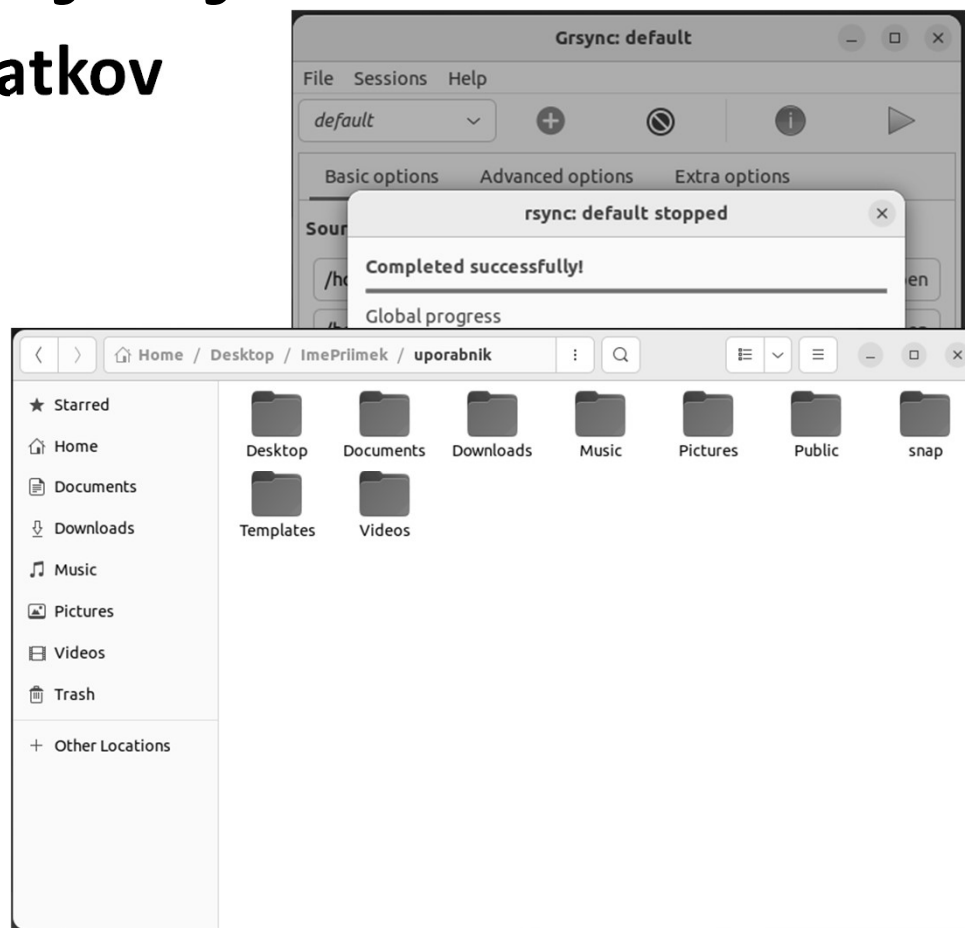 atkov
Grsync: default
File Sessions Help
default
Basic options Advanced options Extra options
rsync: default stopped
Completed successfully!
Global progress
Home / Desktop / ImePriimek / uporabnik
Starred
Home
Documents
Downloads
Music
Pictures
Videos
Trash
+ Other Locations
Desktop Documents Downloads Music Pictures Public snap
Templates Videos